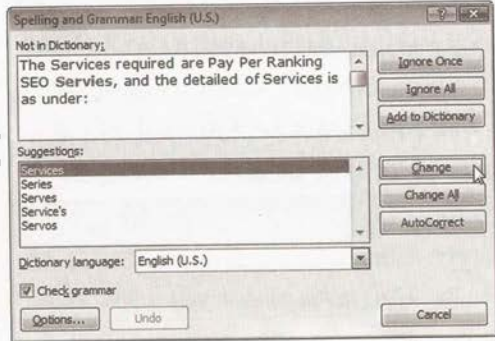 Spelling and Grammar: English (U.S.)
Not in Dictionary:
The Services required are Pay Per Ranking
SEO Servies, and the detailed of Services is
as under:
Ignore Once
Ignore All
Add to Dictionary
Suggestions:
Services
Series
Serves
Service's
Servos
Change
Change All
AutoCorrect
Dictionary language: English (U.S.)
Check grammar
Options...
Undo
Cancel